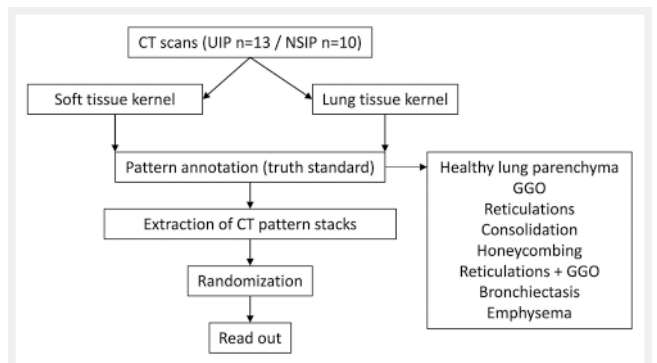 CT scans (UIP n=13 / NSIP n=10)
Soft tissue kernel
Lung tissue kernel
Pattern annotation (truth standard)
Healthy lung parenchyma
GGO
Reticulations
Consolidation
Honeycombing
Reticulations + GGO
Bronchiectasis
Emphysema
Extraction of CT pattern stacks
Randomization
Read out